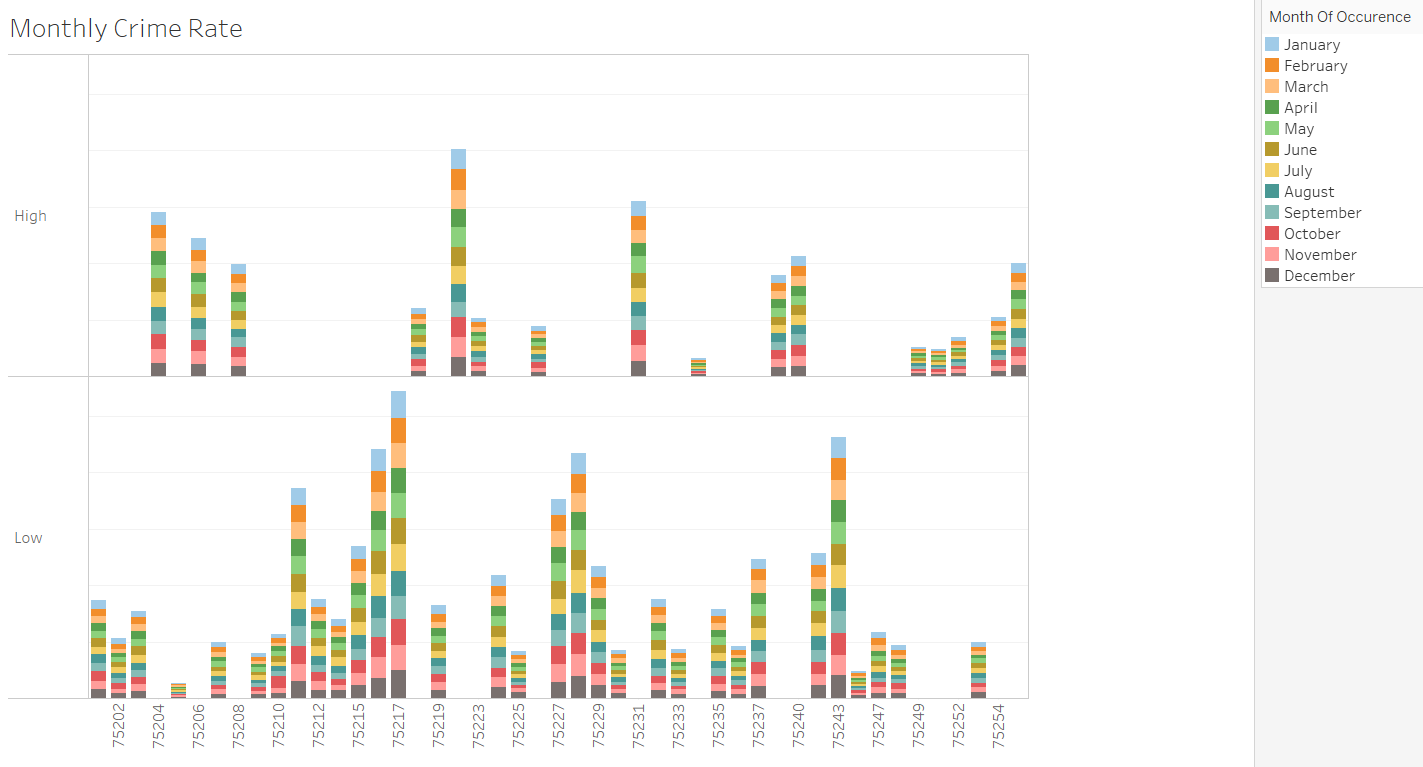 Monthly Crime Rate
High
Low
75202
75204
75206
75208
75210
75212
75215
75217
75219
75223
75225
75227
75229
75231
75233
75235
75237
75240
75243
75247
75249
75252
75254
Month Of Occurence
January
February
March
April
May
June
July
August
September
October
November
December